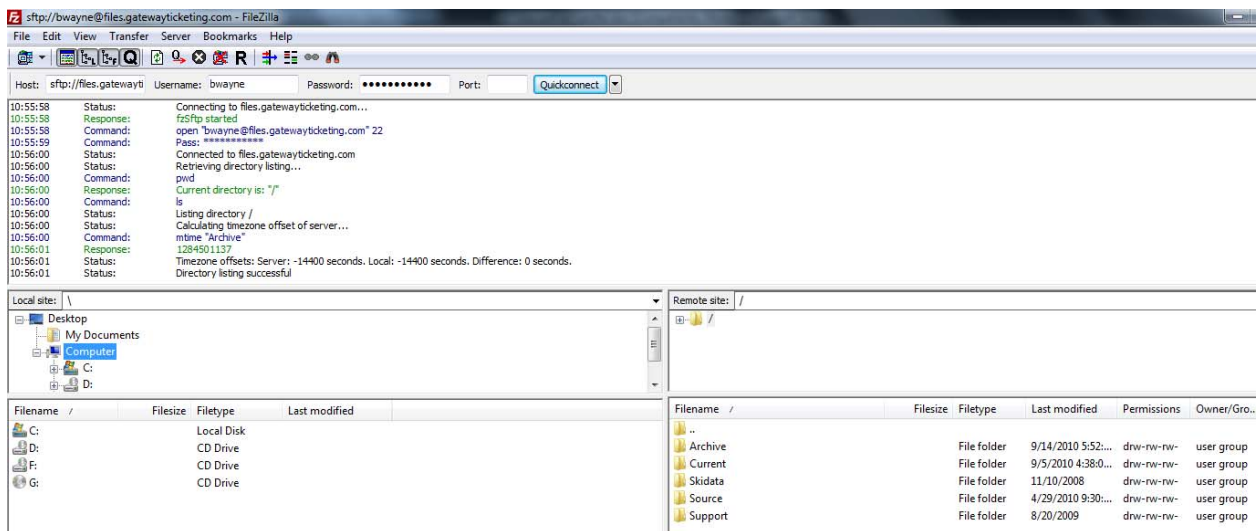 sftp://bwayne@files.gatewayticketing.com - FileZilla
File Edit View Transfer Server Bookmarks Help
Host: sftp://files.gatewayti Username: bwayne Password: ●●●●●●●●●●● Port: Quickconnect
10:55:58 Status: Connecting to files.gatewayticketing.com...
10:55:58 Response: fzSftp started
10:55:58 Command: open "bwayne@files.gatewayticketing.com" 22
10:55:59 Command: Pass: ***********
10:56:00 Status: Connected to files.gatewayticketing.com
10:56:00 Status: Retrieving directory listing...
10:56:00 Command: pwd
10:56:00 Response: Current directory is: "/"
10:56:00 Command: ls
10:56:00 Status: Listing directory /
10:56:00 Status: Calculating timezone offset of server...
10:56:00 Command: mtime "Archive"
10:56:01 Response: 1284501137
10:56:01 Status: Timezone offsets: Server: -14400 seconds. Local: -14400 seconds. Difference: 0 seconds.
10:56:01 Status: Directory listing successful
Local site: \
Desktop
My Documents
Computer
C:
D:
Filename / Filesize Filetype Last modified
C: Local Disk
D: CD Drive
F: CD Drive
G: CD Drive
Remote site: /
/
Filename / Filesize Filetype Last modified Permissions Owner/Gro...
..
Archive File folder 9/14/2010 5:52:... drw-rw-rw- user group
Current File folder 9/5/2010 4:38:0... drw-rw-rw- user group
Skidata File folder 11/10/2008 drw-rw-rw- user group
Source File folder 4/29/2010 9:30:... drw-rw-rw- user group
Support File folder 8/20/2009 drw-rw-rw- user group